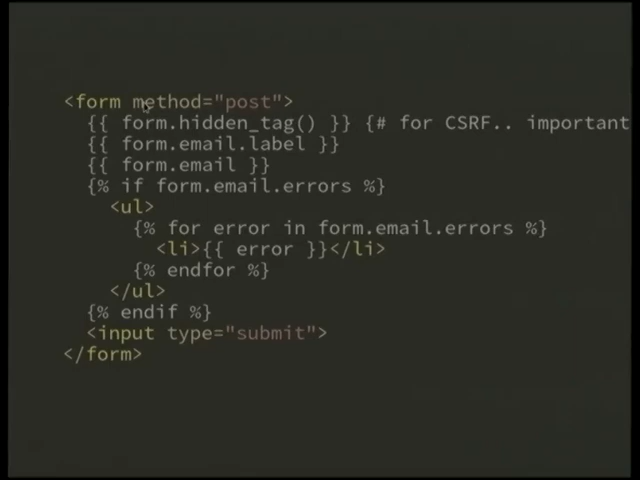 <form method="post">
{{ form.hidden_tag() }} {# for CSRF.. important
{{ form.email.label }}
{{ form.email }}
{% if form.email.errors %}
<ul>
{% for error in form.email.errors %}
<li>{{ error }}</li>
{% endfor %}
</ul>
{% endif %}
<input type="submit">
</form>